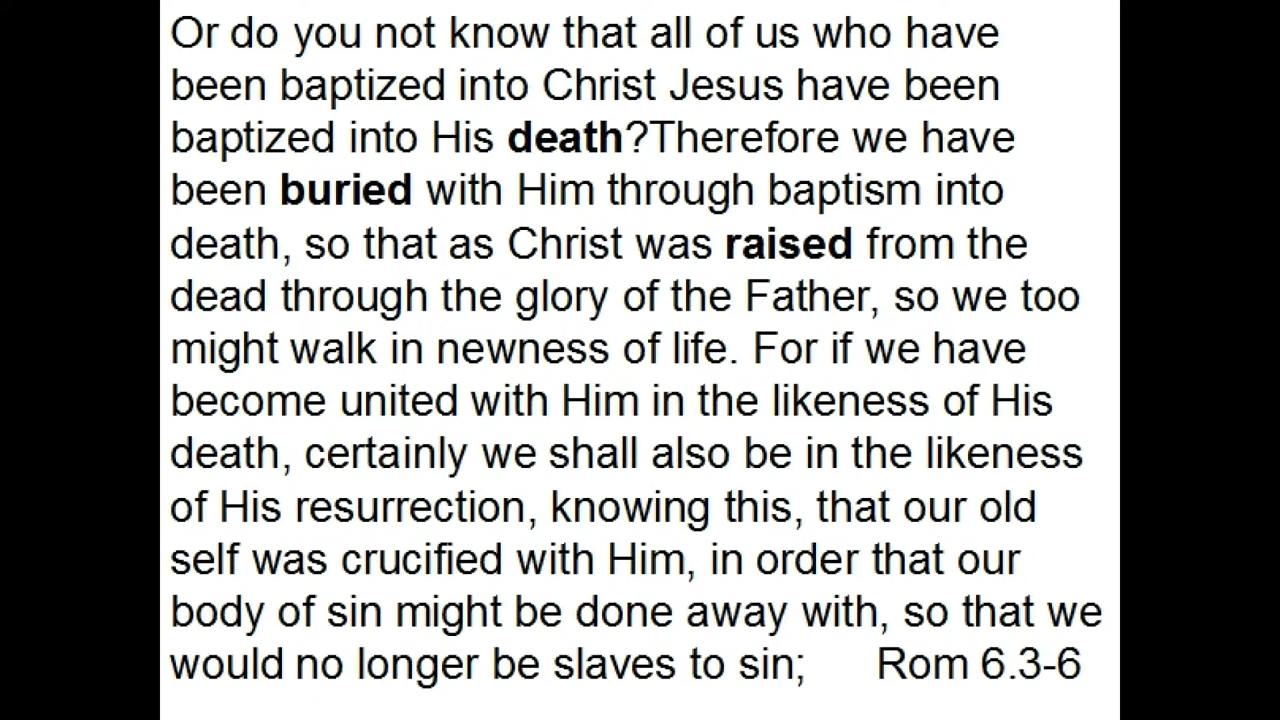 Or do you not know that all of us who have
been baptized into Christ Jesus have been
baptized into His death?Therefore we have
been buried with Him through baptism into
death, so that as Christ was raised from the
dead through the glory of the Father, so we too
might walk in newness of life. For if we have
become united with Him in the likeness of His
death, certainly we shall also be in the likeness
of His resurrection, knowing this, that our old
self was crucified with Him, in order that our
body of sin might be done away with, so that we
would no longer be slaves to sin; Rom 6.3-6